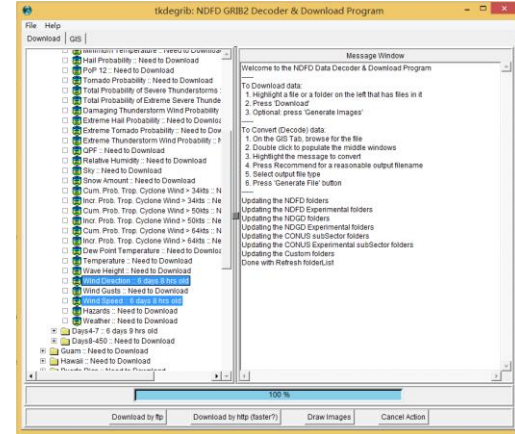 tkdegrib: NDFD GRIB2 Decoder & Download Program
File Help
Download GIS
Minimum Temperature :: Need to Download
Hail Probability :: Need to Download
PoP 12 :: Need to Download
Tornado Probability :: Need to Download
Total Probability of Severe Thunderstorms :
Total Probability of Extreme Severe Thunde
Damaging Thunderstorm Wind Probability
Extreme Hail Probability :: Need to Downloa
Extreme Tornado Probability :: Need to Dow
Extreme Thunderstorm Wind Probability :: N
QPF :: Need to Download
Relative Humidity :: Need to Download
Sky :: Need to Download
Snow Amount :: Need to Download
Cum. Prob. Trop. Cyclone Wind > 34kts :: N
Incr. Prob. Trop. Cyclone Wind > 34kts :: Ne
Cum. Prob. Trop. Cyclone Wind > 50kts :: N
Incr. Prob. Trop. Cyclone Wind > 50kts :: Ne
Cum. Prob. Trop. Cyclone Wind > 64kts :: N
Incr. Prob. Trop. Cyclone Wind > 64kts :: Ne
Dew Point Temperature :: Need to Downloa
Temperature :: Need to Download
Wave Height :: Need to Download
Wind Direction :: 6 days 8 hrs old
Wind Gusts :: Need to Download
Wind Speed :: 6 days 8 hrs old
Hazards :: Need to Download
Weather :: Need to Download
Days4-7 :: 6 days 9 hrs old
Days8-450 :: Need to Download
Guam :: Need to Download
Hawaii :: Need to Download
Message Window
Welcome to the NDFD Data Decoder & Download Program
-----
To Download data:
1. Highlight a file or a folder on the left that has files in it
2. Press 'Download'
3. Optional: press 'Generate Images'
-----
To Convert (Decode) data:
1. On the GIS Tab, browse for the file
2. Double click to populate the middle windows
3. Hightlight the message to convert
4. Press Recommend for a reasonable output filename
5. Select output file type
6. Press 'Generate File' button
-----
Updating the NDFD folders
Updating the NDFD Experimental folders
Updating the NDGD folders
Updating the NDGD Experimental folders
Updating the CONUS subSector folders
Updating the CONUS Experimental subSector folders
Updating the Custom folders
Done with Refresh folderList
100 %
Download by ftp Download by http (faster?) Draw Images Cancel Action